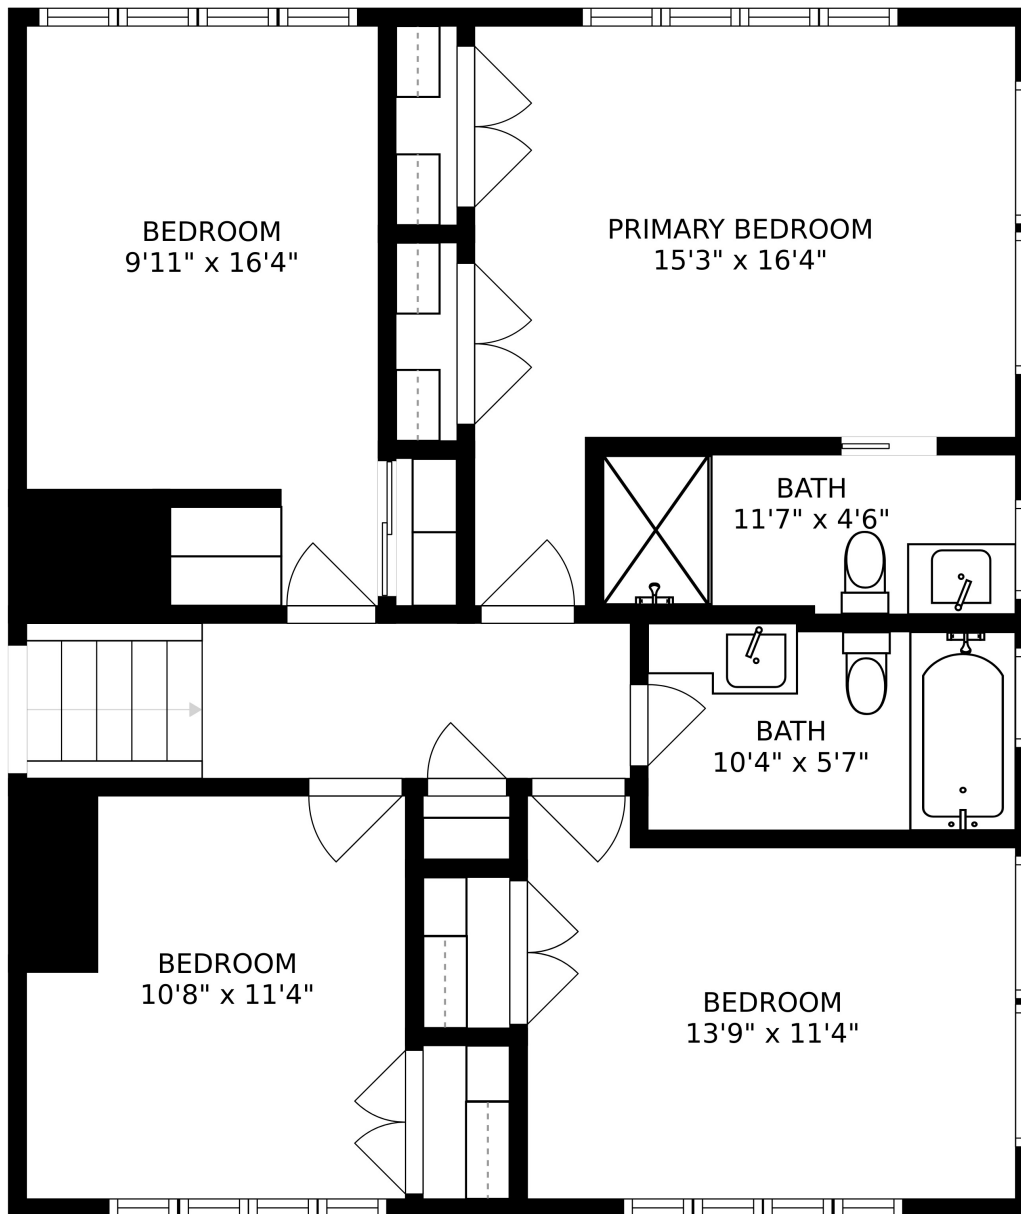 BEDROOM
9'11" x 16'4"
PRIMARY BEDROOM
15'3" x 16'4"
BATH
11'7" x 4'6"
BATH
10'4" x 5'7"
BEDROOM
10'8" x 11'4"
BEDROOM
13'9" x 11'4"